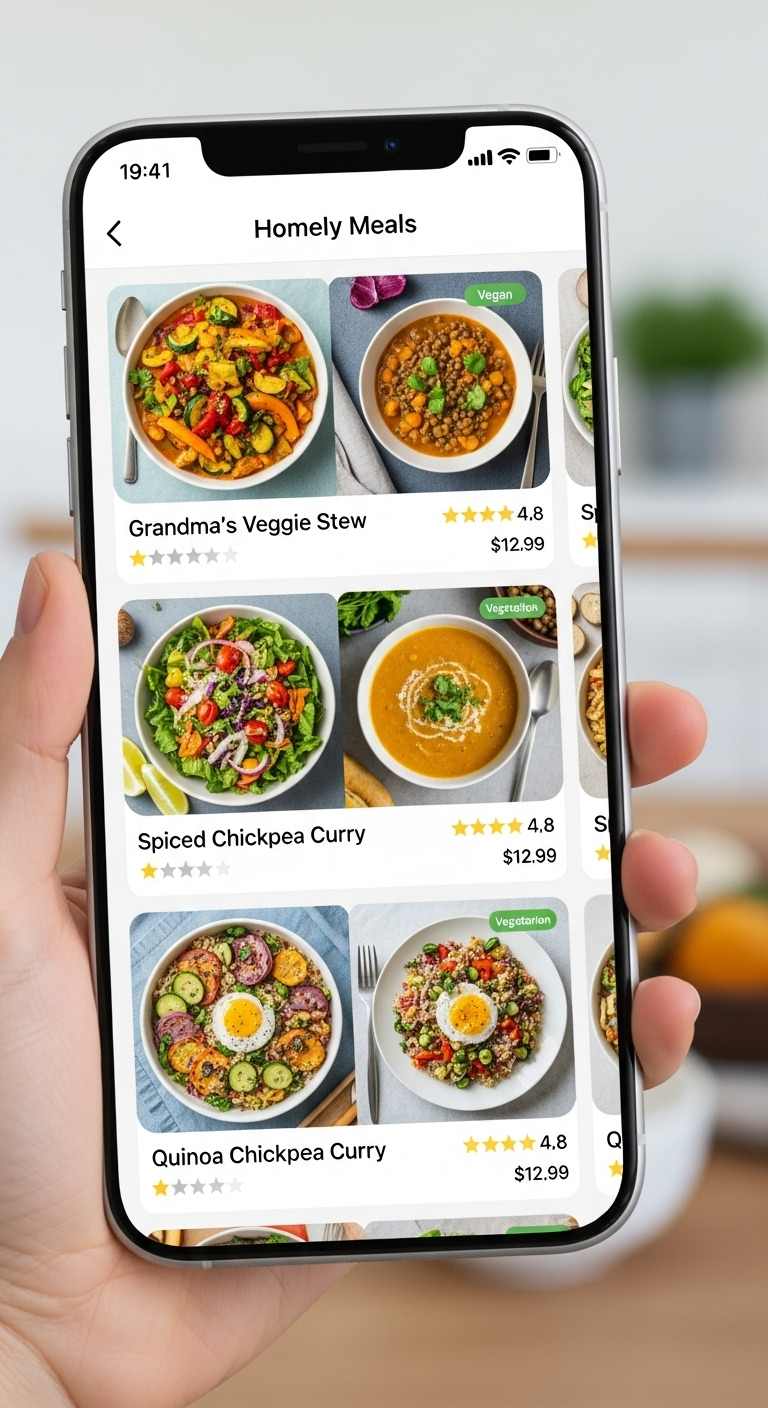 19:41
Homely Meals
Vegan
Grandma's Veggie Stew
4.8
$12.99
Sp
Spiced Chickpea Curry
4.8
$12.99
S
Vegetarion
Quinoa Chickpea Curry
4.8
$12.99
Q